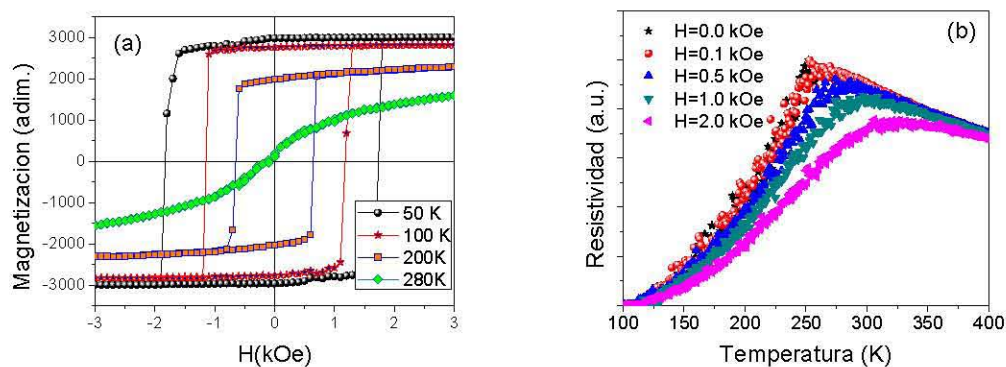 (a)
Magnetizacion (adim.)
3000
2000
1000
0
-1000
-2000
-3000
50 K
100 K
200K
280K
-3 -2 -1 0 1 2 3
H(kOe)
(b)
H=0.0 kOe
H=0.1 kOe
H=0.5 kOe
H=1.0 kOe
H=2.0 kOe
Resistividad (a.u.)
100 150 200 250 300 350 400
Temperatura (K)